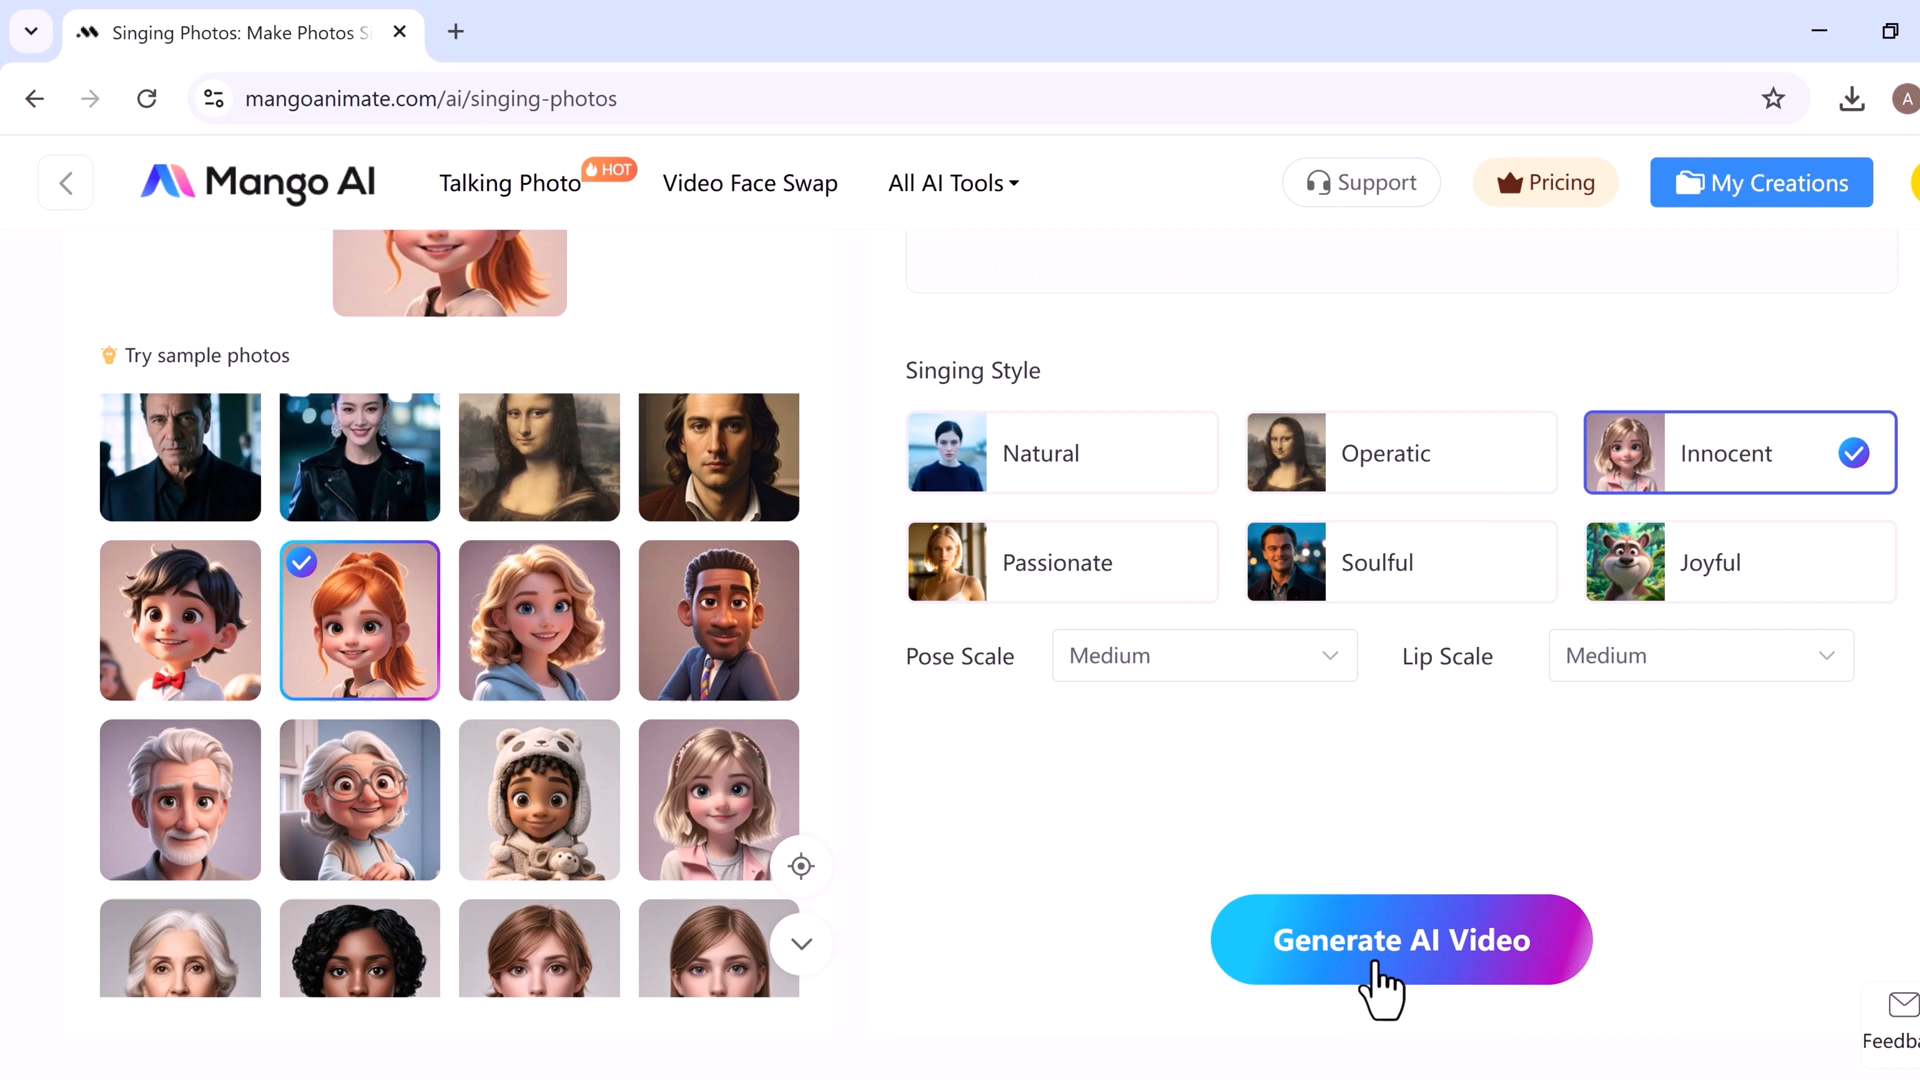 Singing Photos: Make Photos S
mangoanimate.com/ai/singing-photos
A
Mango AI
Talking Photo
HOT
Video Face Swap
All AI Tools
Support
Pricing
My Creations
Try sample photos
Singing Style
Natural
Operatic
Innocent
Passionate
Soulful
Joyful
Pose Scale
Medium
Lip Scale
Medium
Generate AI Video
Feedba